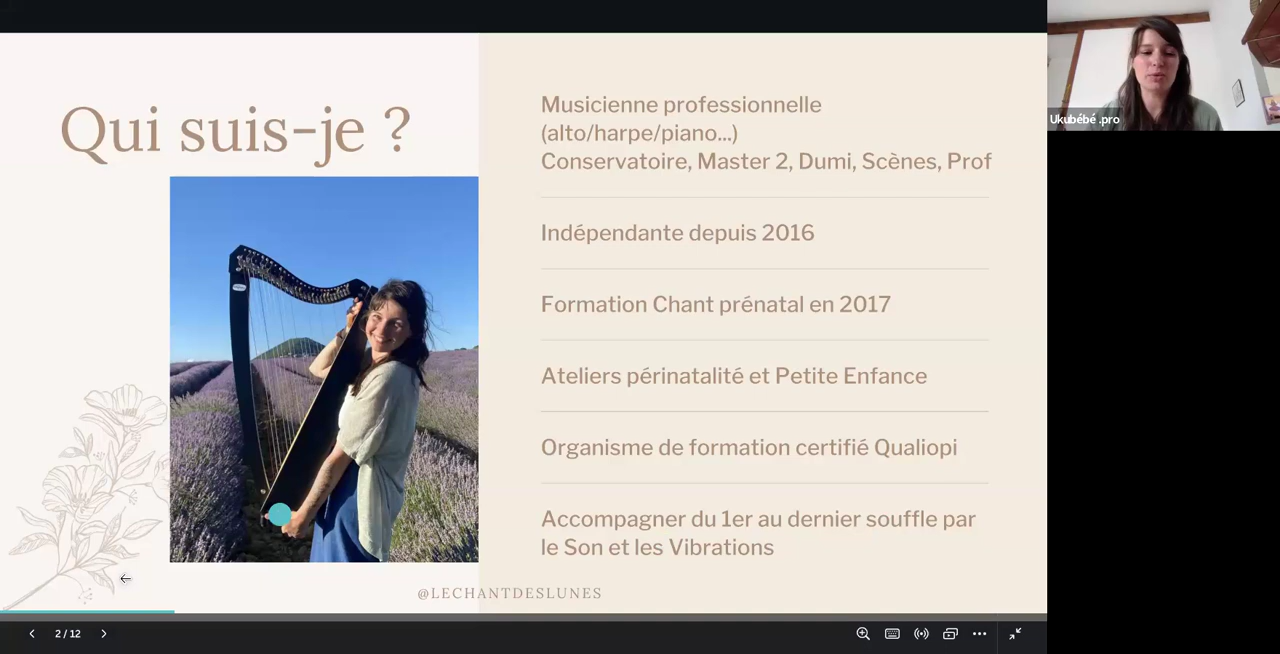 Qui suis-je ?
Musicienne professionnelle
(alto/harpe/piano...)
Conservatoire, Master 2, Dumi, Scènes, Prof
Indépendante depuis 2016
Formation Chant prénatal en 2017
Ateliers périnatalité et Petite Enfance
Organisme de formation certifié Qualiopi
Accompagner du 1er au dernier souffle par
le Son et les Vibrations
@LECHANTDESLUNES
2 / 12
Ukubébé .pro